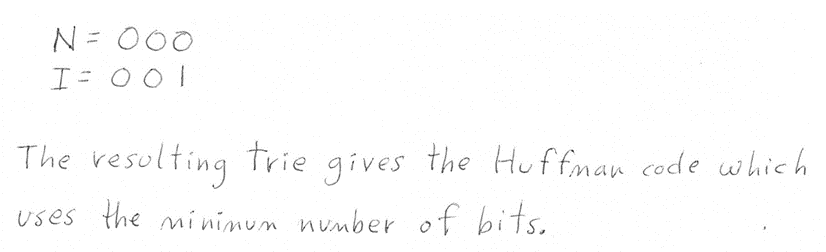 N = 000
I = 001
The resulting trie gives the Huffman code which
uses the minimum number of bits.